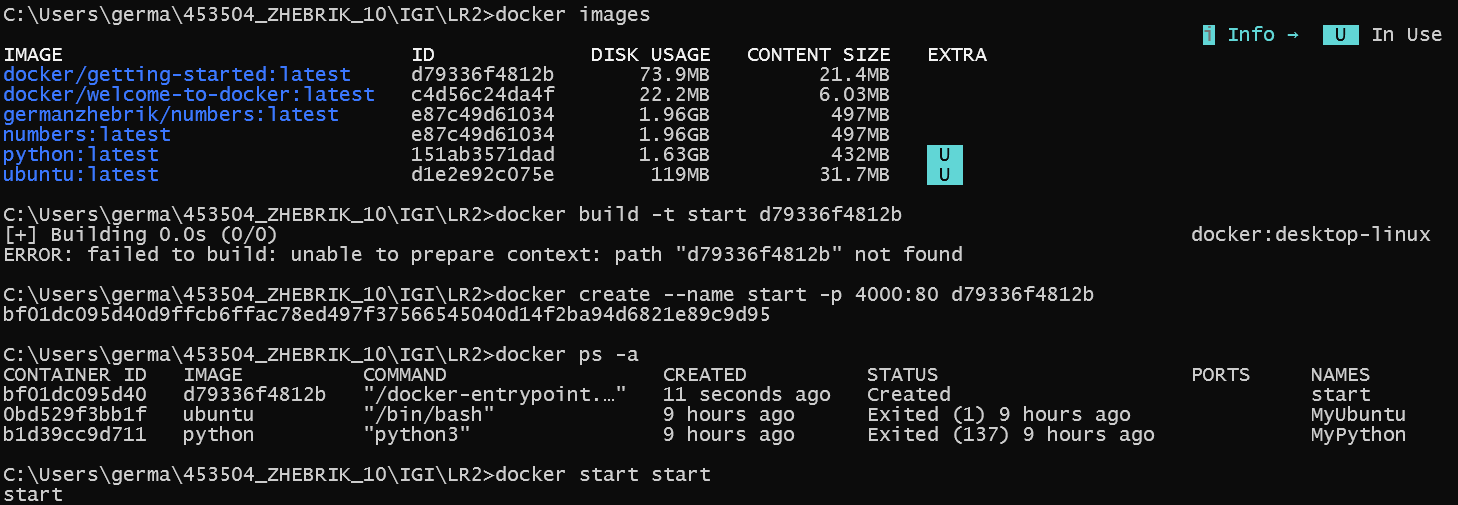 C:\Users\germa\453504_ZHEBRIK_10\IGI\LR2>docker images
i Info → U In Use
IMAGE ID DISK USAGE CONTENT SIZE EXTRA
docker/getting-started:latest d79336f4812b 73.9MB 21.4MB
docker/welcome-to-docker:latest c4d56c24da4f 22.2MB 6.03MB
germanzhebrik/numbers:latest e87c49d61034 1.96GB 497MB
numbers:latest e87c49d61034 1.96GB 497MB
python:latest 151ab3571dad 1.63GB 432MB U
ubuntu:latest d1e2e92c075e 119MB 31.7MB U
C:\Users\germa\453504_ZHEBRIK_10\IGI\LR2>docker build -t start d79336f4812b
[+] Building 0.0s (0/0) docker:desktop-linux
ERROR: failed to build: unable to prepare context: path "d79336f4812b" not found
C:\Users\germa\453504_ZHEBRIK_10\IGI\LR2>docker create --name start -p 4000:80 d79336f4812b
bf01dc095d40d9ffcb6ffac78ed497f37566545040d14f2ba94d6821e89c9d95
C:\Users\germa\453504_ZHEBRIK_10\IGI\LR2>docker ps -a
CONTAINER ID IMAGE COMMAND CREATED STATUS PORTS NAMES
bf01dc095d40 d79336f4812b "/docker-entrypoint.…" 11 seconds ago Created start
0bd529f3bb1f ubuntu "/bin/bash" 9 hours ago Exited (1) 9 hours ago MyUbuntu
b1d39cc9d711 python "python3" 9 hours ago Exited (137) 9 hours ago MyPython
C:\Users\germa\453504_ZHEBRIK_10\IGI\LR2>docker start start
start